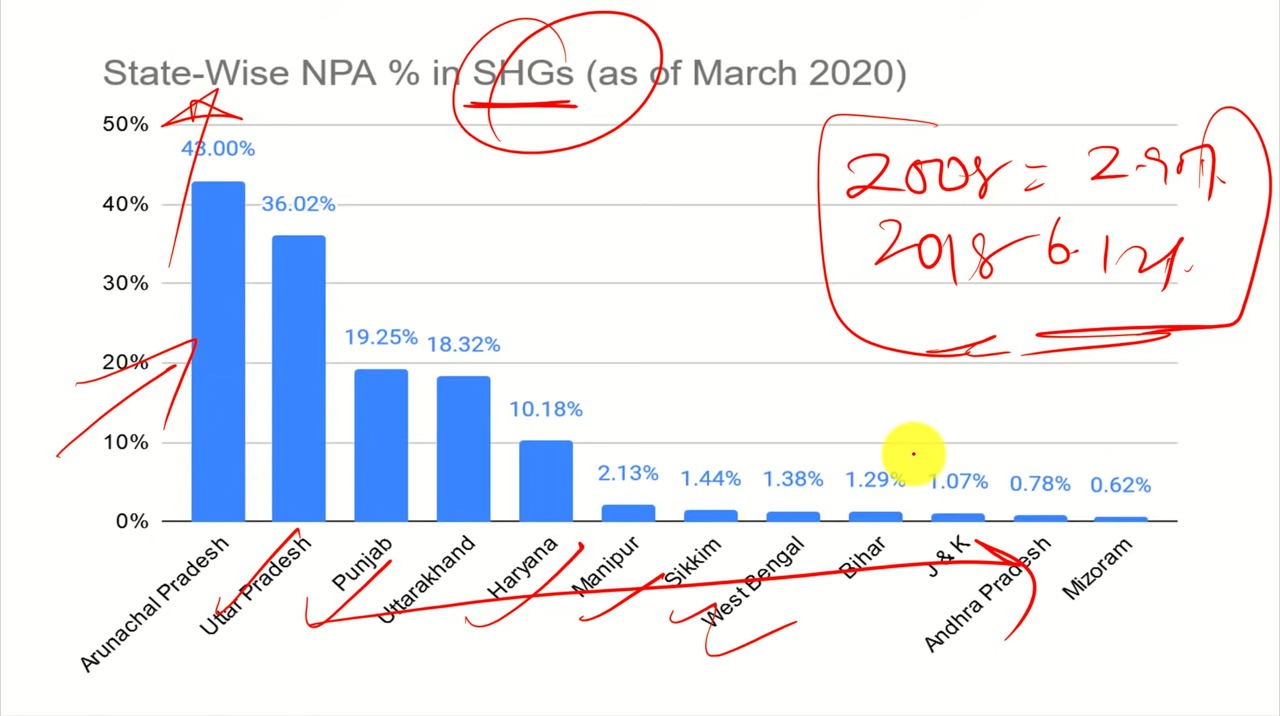 State-Wise NPA % in SHGs (as of March 2020)
50%
40%
30%
20%
10%
0%
43.00%
36.02%
19.25%
18.32%
10.18%
2.13%
1.44%
1.38%
1.29%
1.07%
0.78%
0.62%
Arunachal Pradesh
Uttar Pradesh
Punjab
Uttarakhand
Haryana
Manipur
Sikkim
West Bengal
Bihar
J & K
Andhra Pradesh
Mizoram
2008 = 2.90%
2018 6.12%